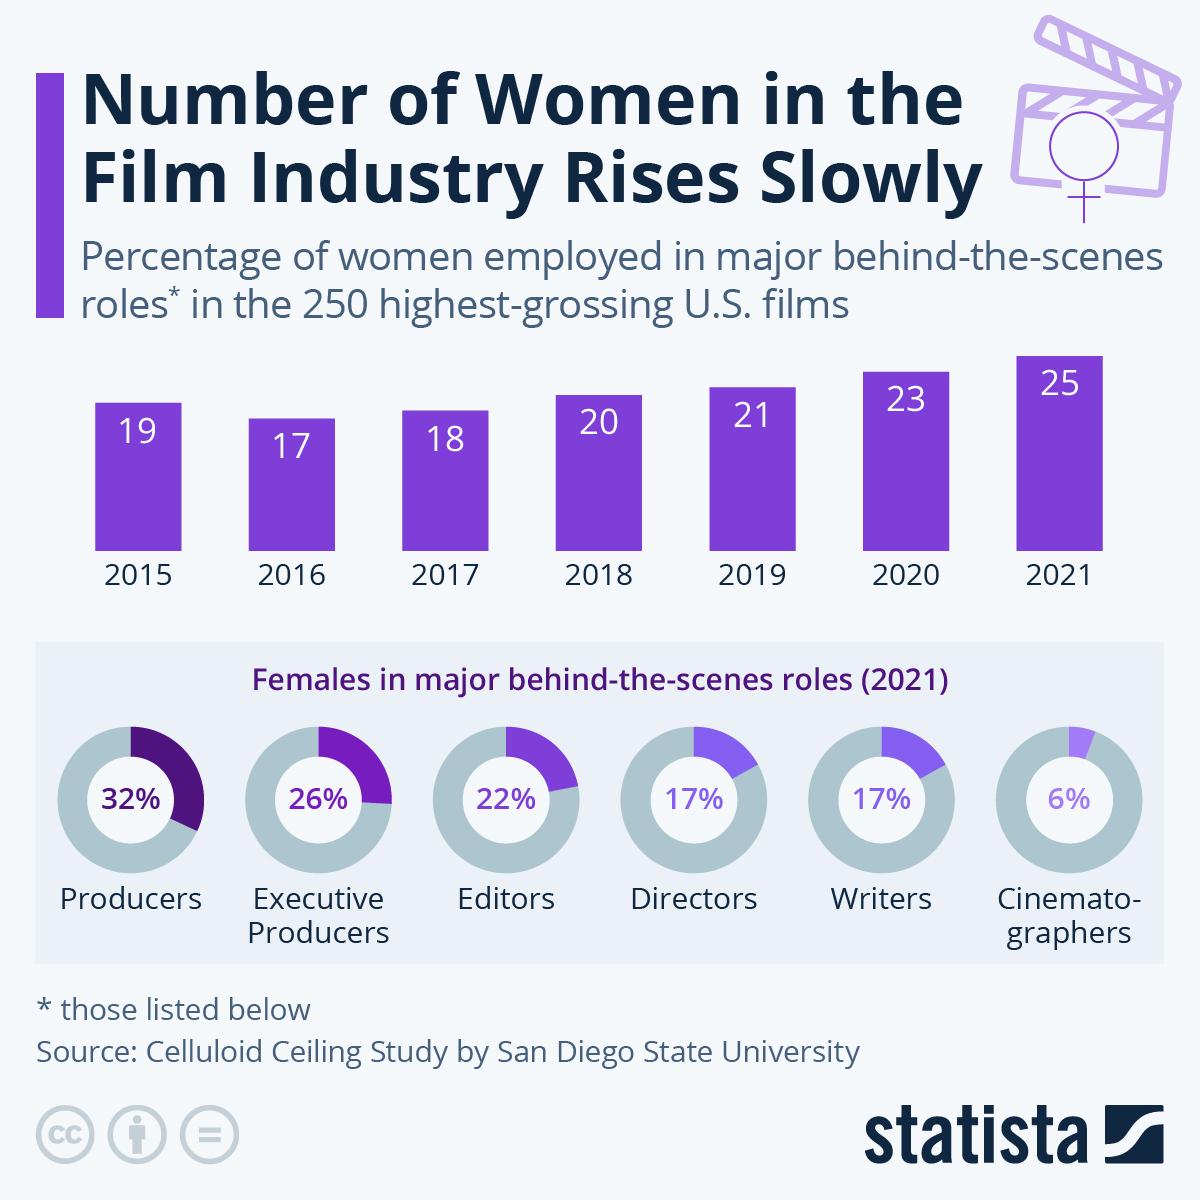 Number of Women in the
Film Industry Rises Slowly
Percentage of women employed in major behind-the-scenes
roles* in the 250 highest-grossing U.S. films
19 17 18 20 21 23 25
2015 2016 2017 2018 2019 2020 2021
Females in major behind-the-scenes roles (2021)
32% 26% 22% 17% 17% 6%
Producers Executive Editors Directors Writers Cinemato-
Producers graphers
* those listed below
Source: Celluloid Ceiling Study by San Diego State University
cc =
statista